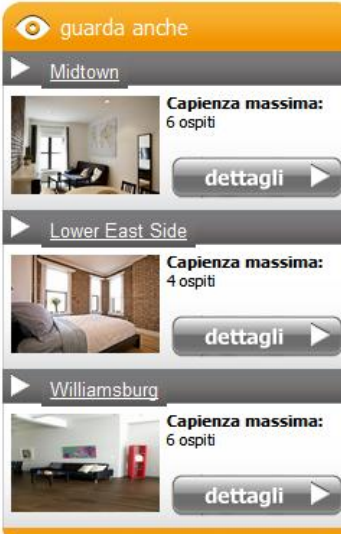 guarda anche
Midtown
Capienza massima:
6 ospiti
dettagli
Lower East Side
Capienza massima:
4 ospiti
dettagli
Williamsburg
Capienza massima:
6 ospiti
dettagli